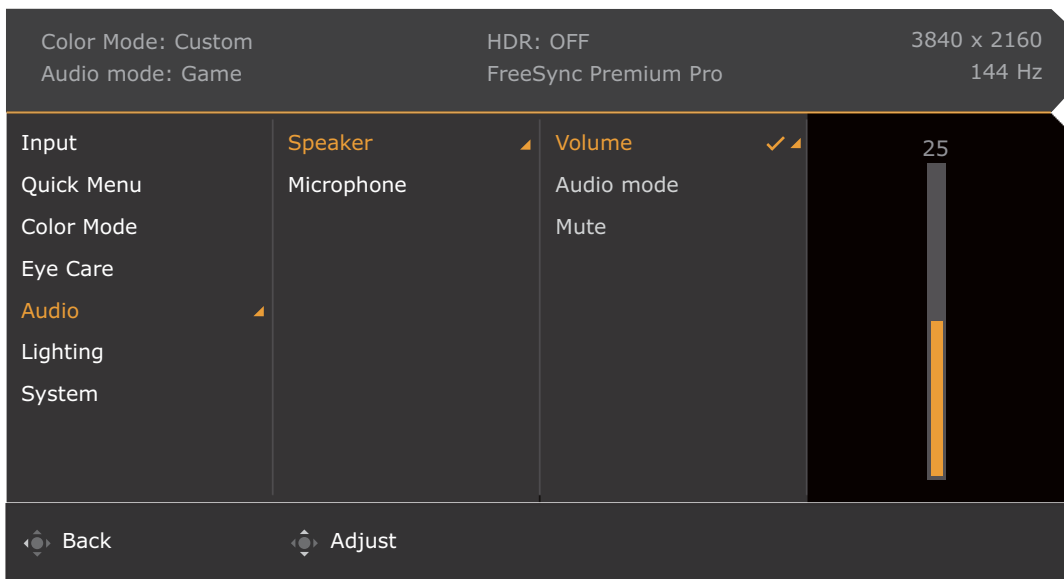 Color Mode: Custom
HDR: OFF
3840 x 2160
Audio mode: Game
FreeSync Premium Pro
144 Hz
Input
Quick Menu
Color Mode
Eye Care
Audio
Lighting
System
Speaker
Microphone
Volume
Audio mode
Mute
25
Back
Adjust